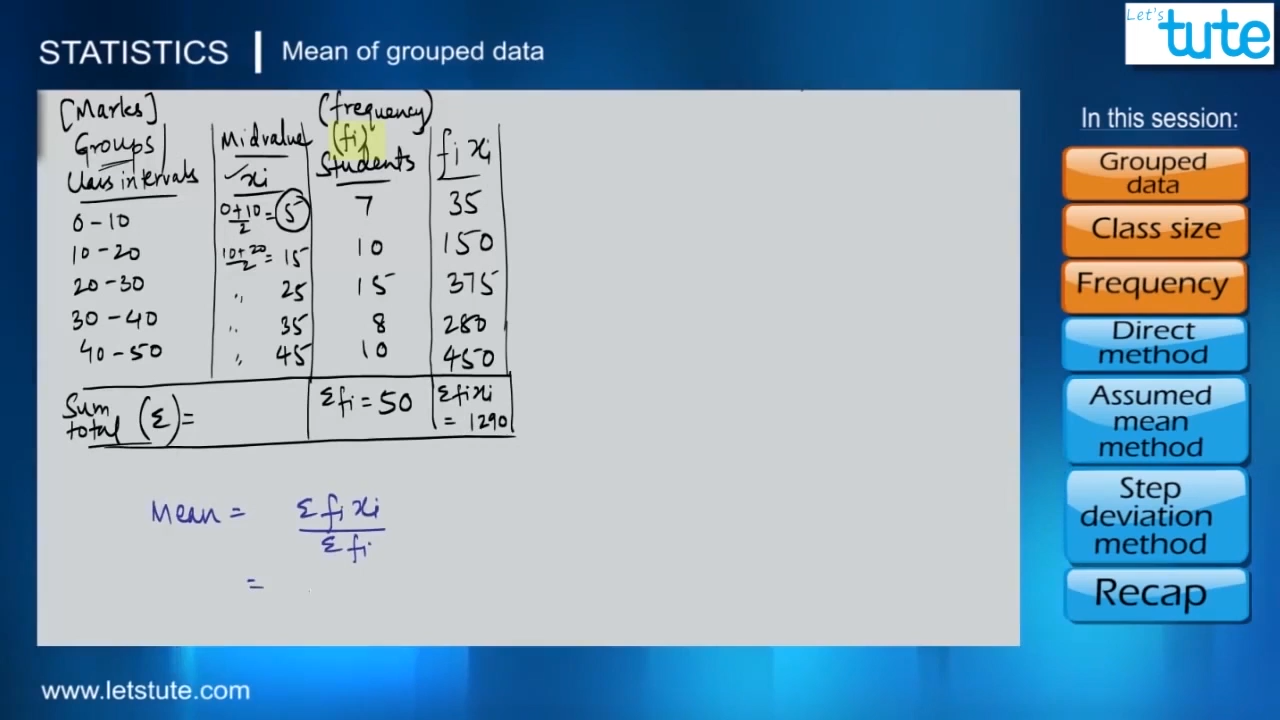 Let's
tute
STATISTICS | Mean of grouped data
In this session:
Grouped
data
Class size
Frequency
Direct
method
Assumed
mean
method
Step
deviation
method
Recap
[Marks] (frequency)
Groups Midvalue (fi) fixi
Class intervals xi Students
0-10 0+10/2 = 5 7 35
10-20 10+20/2 = 15 10 150
20-30 " 25 15 375
30-40 " 35 8 280
40-50 " 45 10 450
Sum total (Σ)= Σfi = 50 Σfixi = 1290
Mean = Σfixi
Σfi
=
www.letstute.com